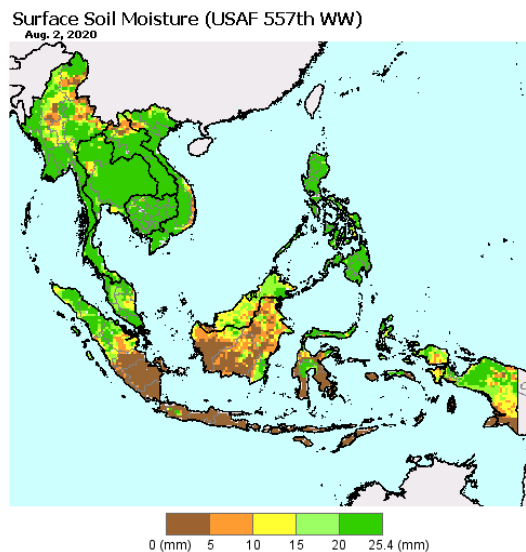 Surface Soil Moisture (USAF 557th WW)
Aug. 2, 2020
0 (mm) 5 10 15 20 25.4 (mm)